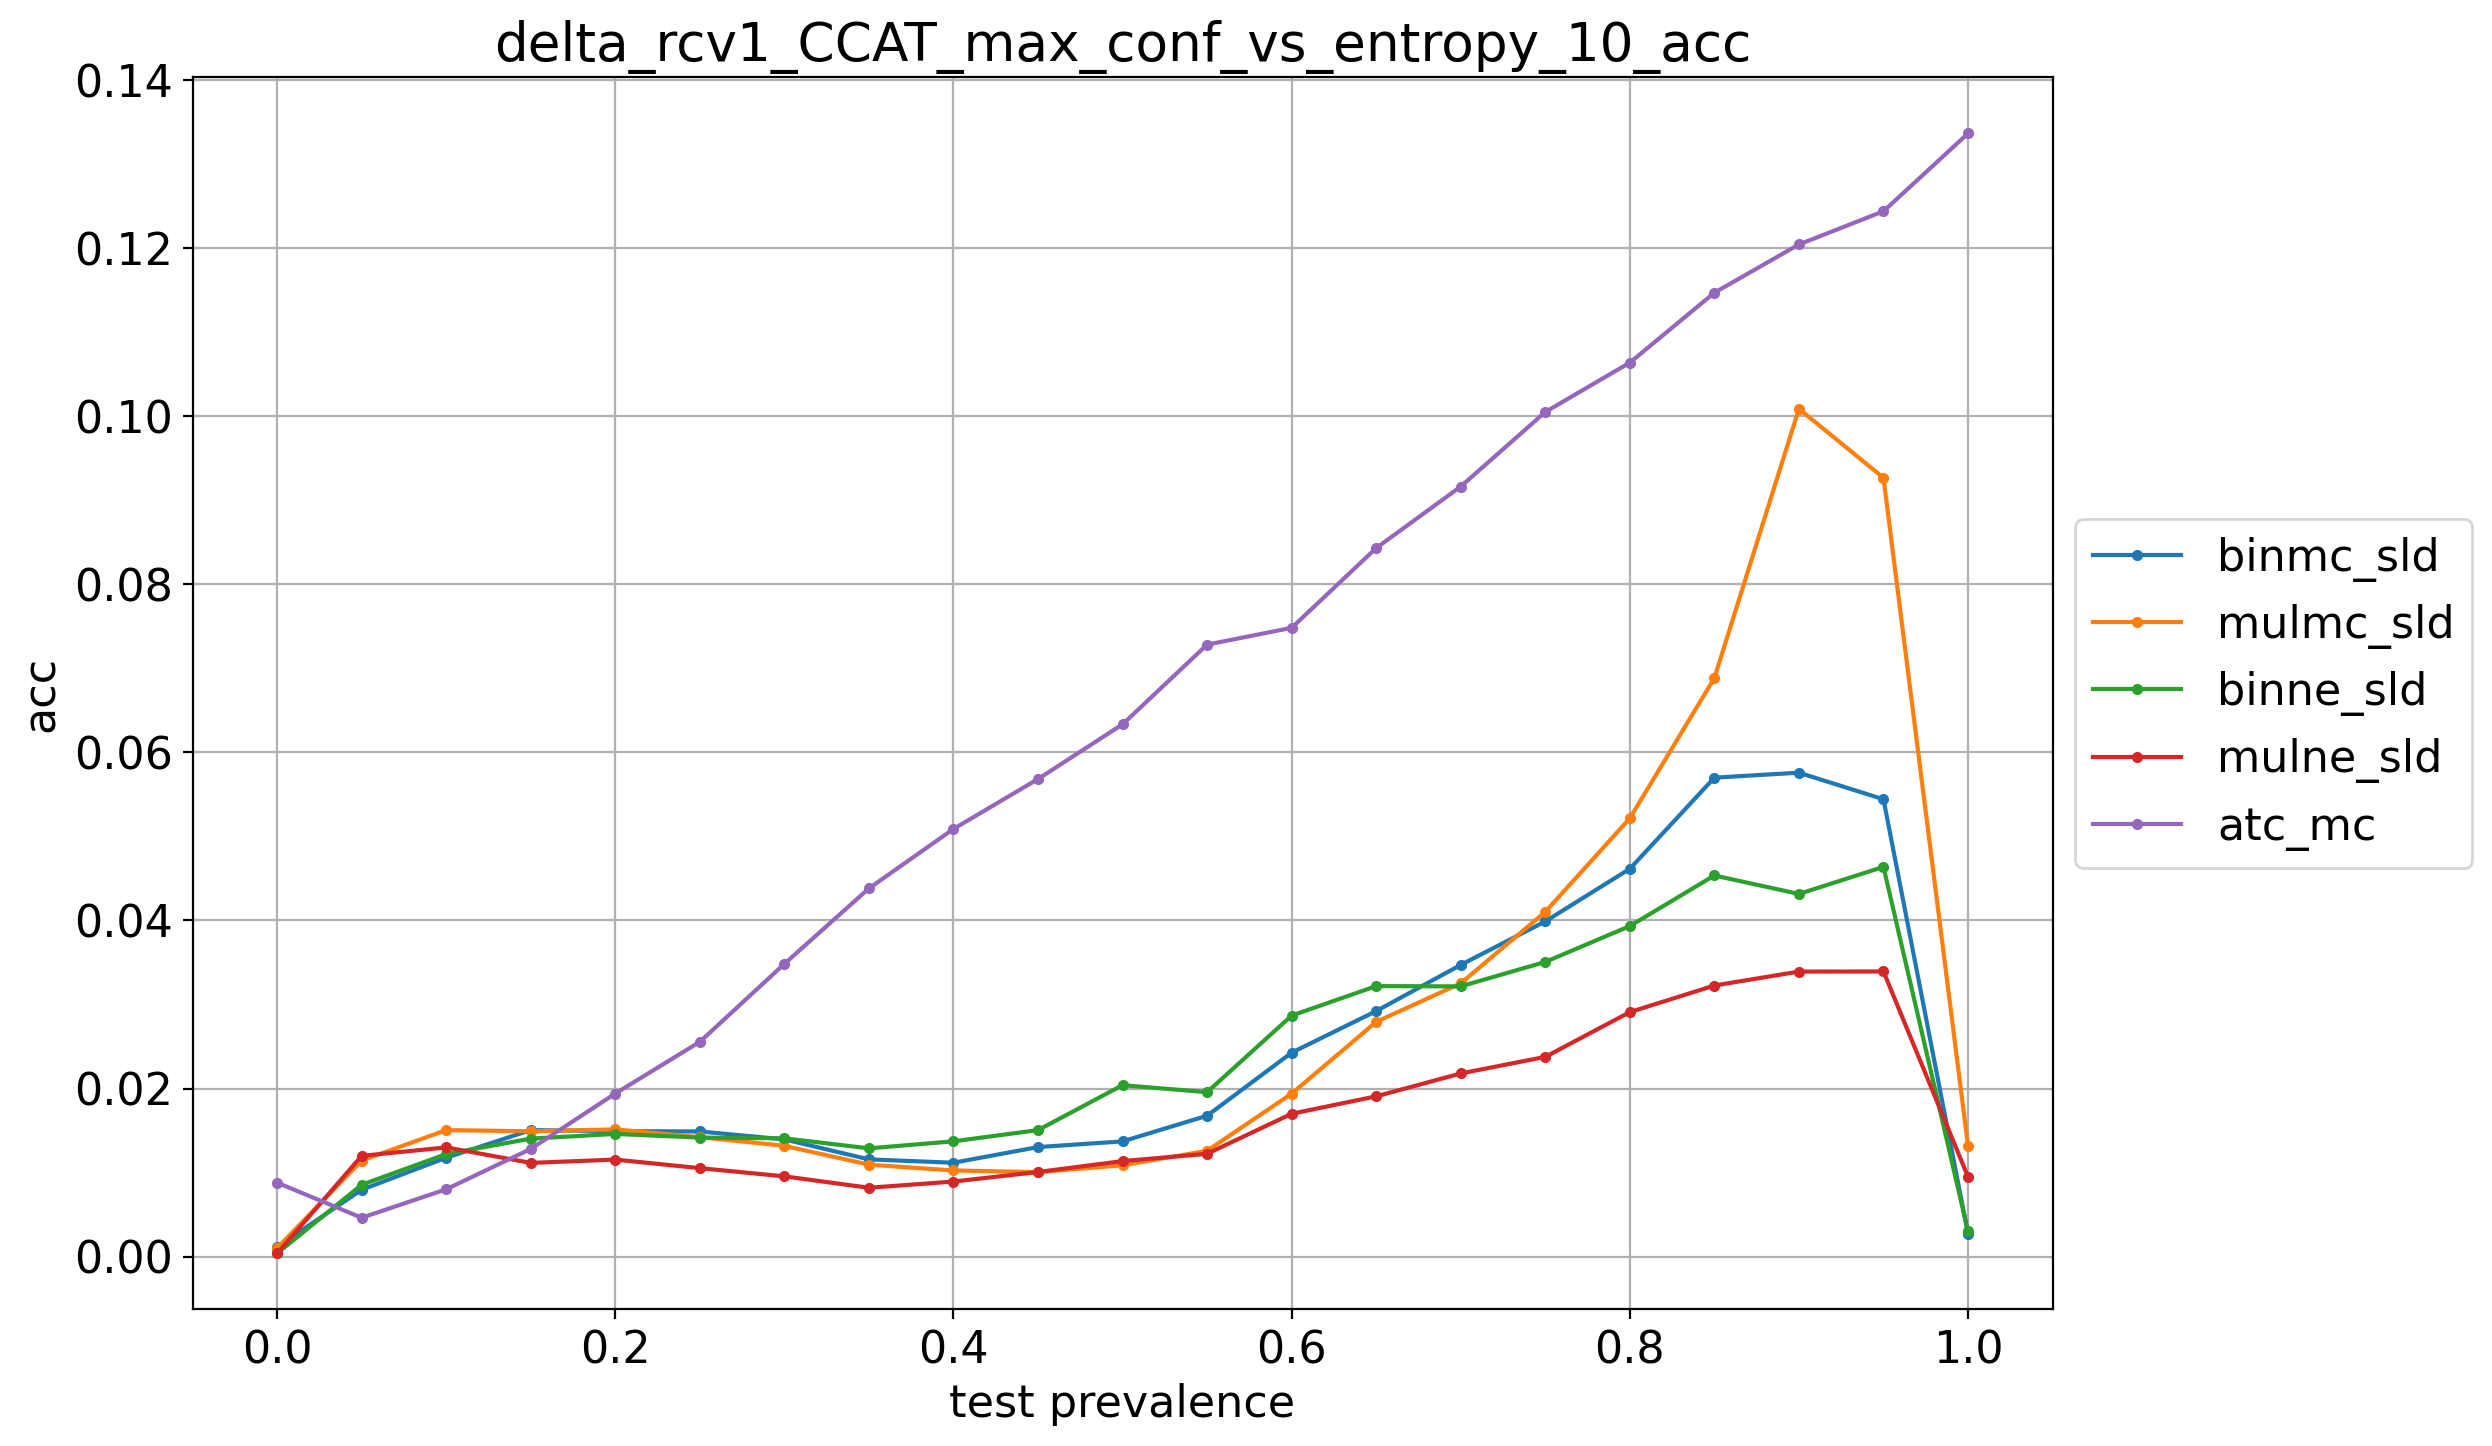 delta_rcv1_CCAT_max_conf_vs_entropy_10_acc
0.14
0.12
0.10
0.08
0.06
0.04
0.02
0.00
acc
0.0 0.2 0.4 0.6 0.8 1.0
test prevalence
binmc_sld
mulmc_sld
binne_sld
mulne_sld
atc_mc